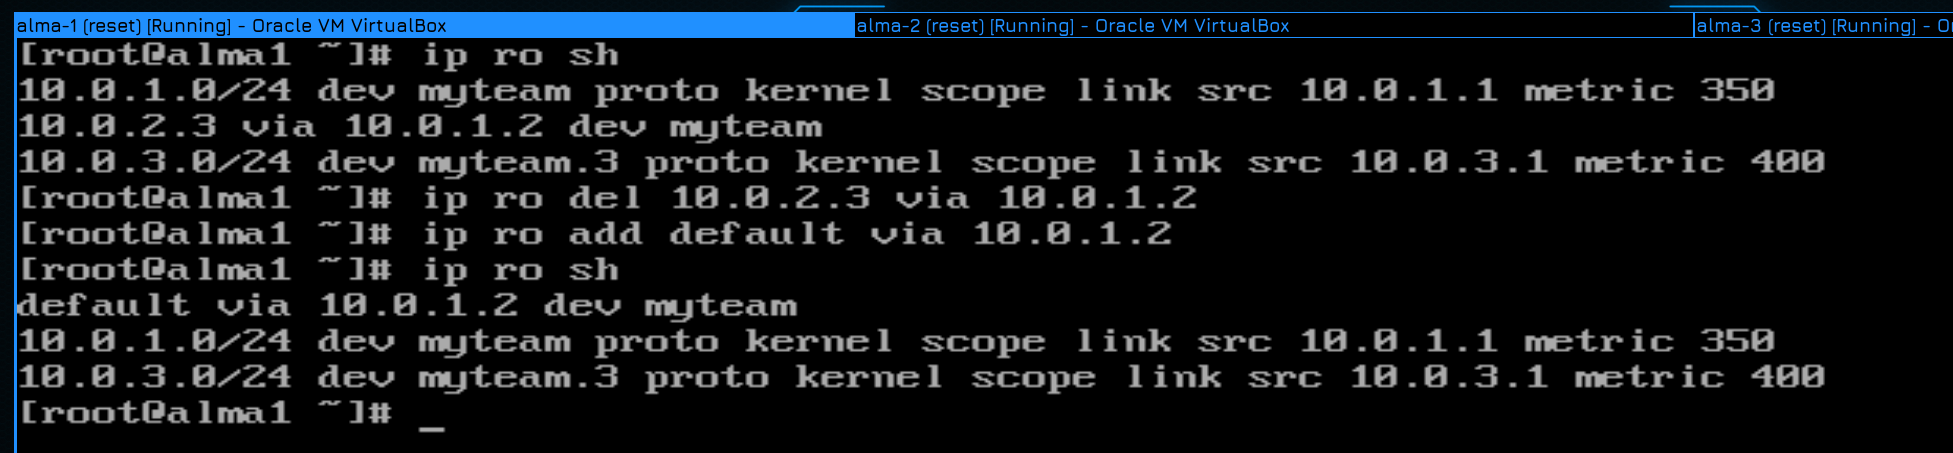 alma-1 (reset) [Running] - Oracle VM VirtualBox
alma-2 (reset) [Running] - Oracle VM VirtualBox
alma-3 (reset) [Running] - O
[root@alma1 ~]# ip ro sh
10.0.1.0/24 dev myteam proto kernel scope link src 10.0.1.1 metric 350
10.0.2.3 via 10.0.1.2 dev myteam
10.0.3.0/24 dev myteam.3 proto kernel scope link src 10.0.3.1 metric 400
[root@alma1 ~]# ip ro del 10.0.2.3 via 10.0.1.2
[root@alma1 ~]# ip ro add default via 10.0.1.2
[root@alma1 ~]# ip ro sh
default via 10.0.1.2 dev myteam
10.0.1.0/24 dev myteam proto kernel scope link src 10.0.1.1 metric 350
10.0.3.0/24 dev myteam.3 proto kernel scope link src 10.0.3.1 metric 400
[root@alma1 ~]# _